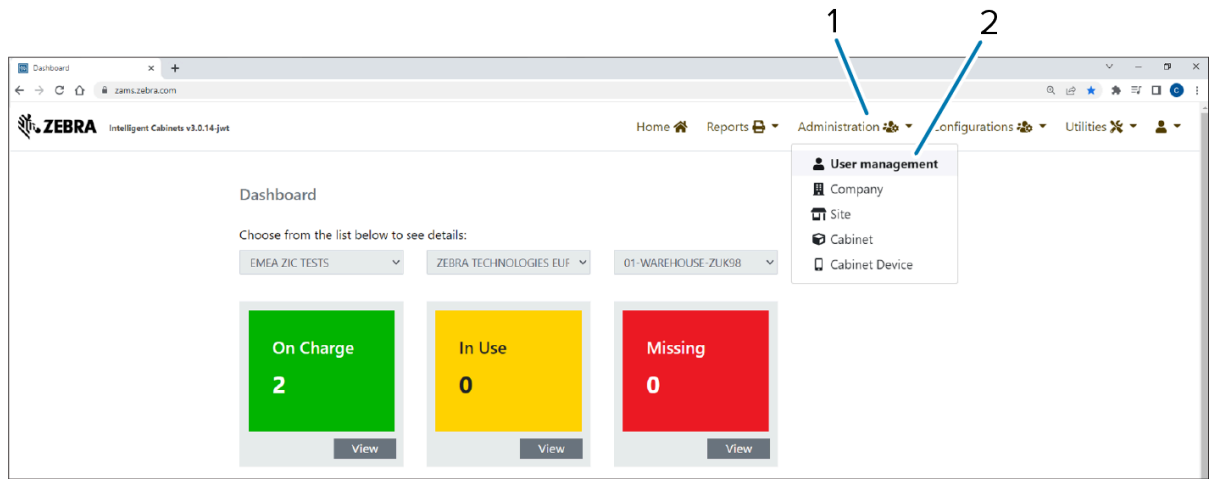 1 2
Dashboard
zams.zebra.com
ZEBRA Intelligent Cabinets v3.0.14-jwt
Home Reports Administration onfigurations Utilities
User management
Company
Site
Cabinet
Cabinet Device
Dashboard
Choose from the list below to see details:
EMEA ZIC TESTS ZEBRA TECHNOLOGIES EUF 01-WAREHOUSE-ZUK98
On Charge In Use Missing
2 0 0
View View View